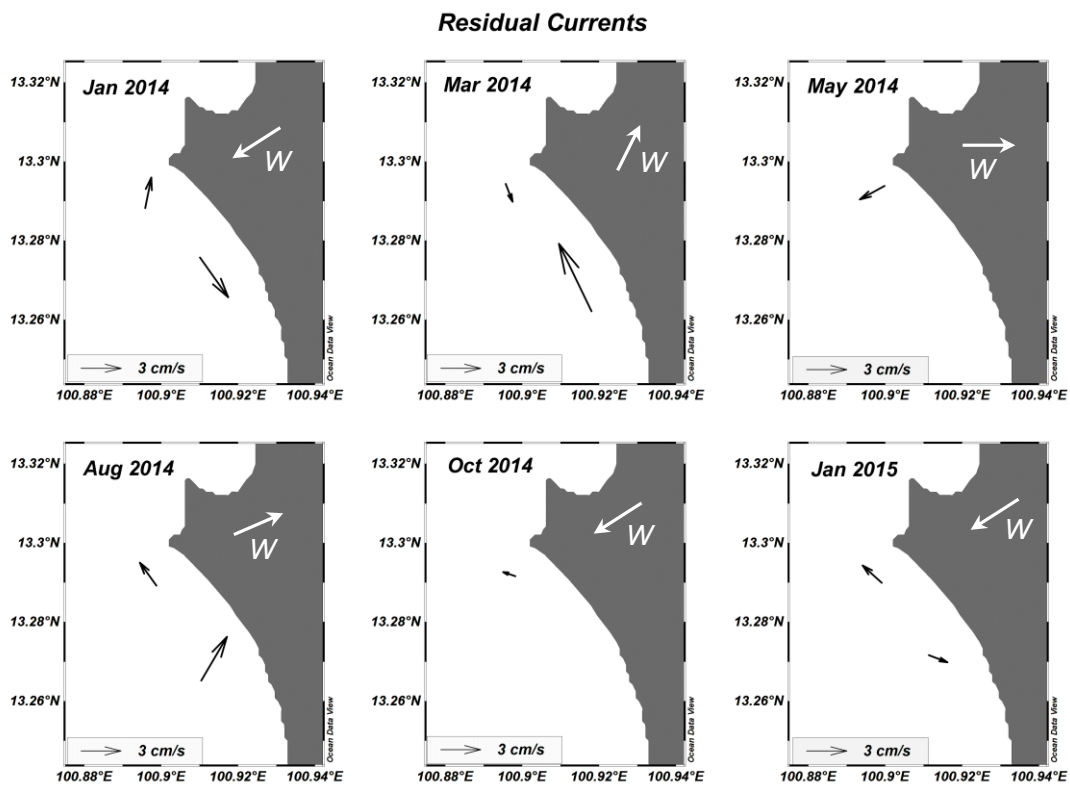 Residual Currents
Jan 2014
Mar 2014
May 2014
13.32°N
13.3°N
13.28°N
13.26°N
W
3 cm/s
Ocean Data View
100.88°E 100.9°E 100.92°E 100.94°E
13.32°N
13.3°N
13.28°N
13.26°N
W
3 cm/s
Ocean Data View
100.88°E 100.9°E 100.92°E 100.94°E
13.32°N
13.3°N
13.28°N
13.26°N
W
3 cm/s
Ocean Data View
100.88°E 100.9°E 100.92°E 100.94°E
Aug 2014
Oct 2014
Jan 2015
13.32°N
13.3°N
13.28°N
13.26°N
W
3 cm/s
Ocean Data View
100.88°E 100.9°E 100.92°E 100.94°E
13.32°N
13.3°N
13.28°N
13.26°N
W
3 cm/s
Ocean Data View
100.88°E 100.9°E 100.92°E 100.94°E
13.32°N
13.3°N
13.28°N
13.26°N
W
3 cm/s
Ocean Data View
100.88°E 100.9°E 100.92°E 100.94°E